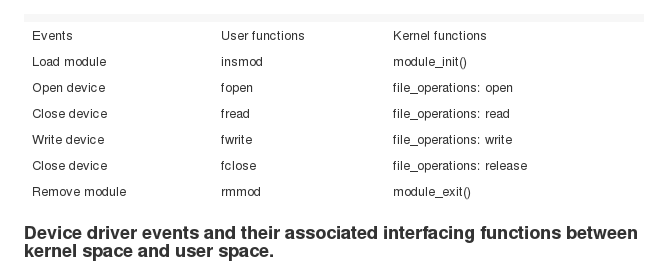 Events User functions Kernel functions
Load module insmod module_init()
Open device fopen file_operations: open
Close device fread file_operations: read
Write device fwrite file_operations: write
Close device fclose file_operations: release
Remove module rmmod module_exit()
Device driver events and their associated interfacing functions between
kernel space and user space.